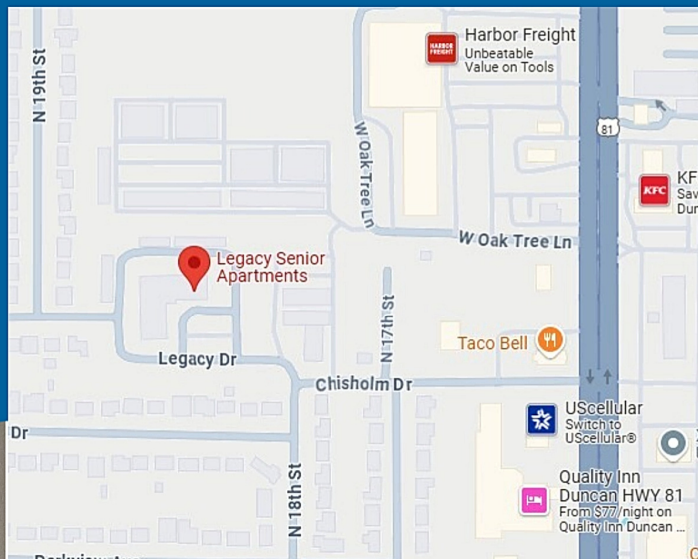 N 19th St
HARBOR FREIGHT
Harbor Freight
Unbeatable
Value on Tools
81
W Oak Tree Ln
KFC
KF
Sav
Dur
W Oak Tree Ln
Legacy Senior
Apartments
N 17th St
Taco Bell
Legacy Dr
Chisholm Dr
UScellular
Switch to
UScellular®
Dr
N 18th St
Quality Inn
Duncan HWY 81
From $77/night on
Quality Inn Duncan ...